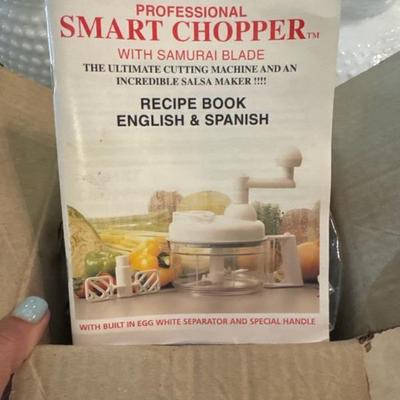 PROFESSIONAL
SMART CHOPPER™
WITH SAMURAI BLADE
THE ULTIMATE CUTTING MACHINE AND AN
INCREDIBLE SALSA MAKER !!!!
RECIPE BOOK
ENGLISH & SPANISH
WITH BUILT IN EGG WHITE SEPARATOR AND SPECIAL HANDLE